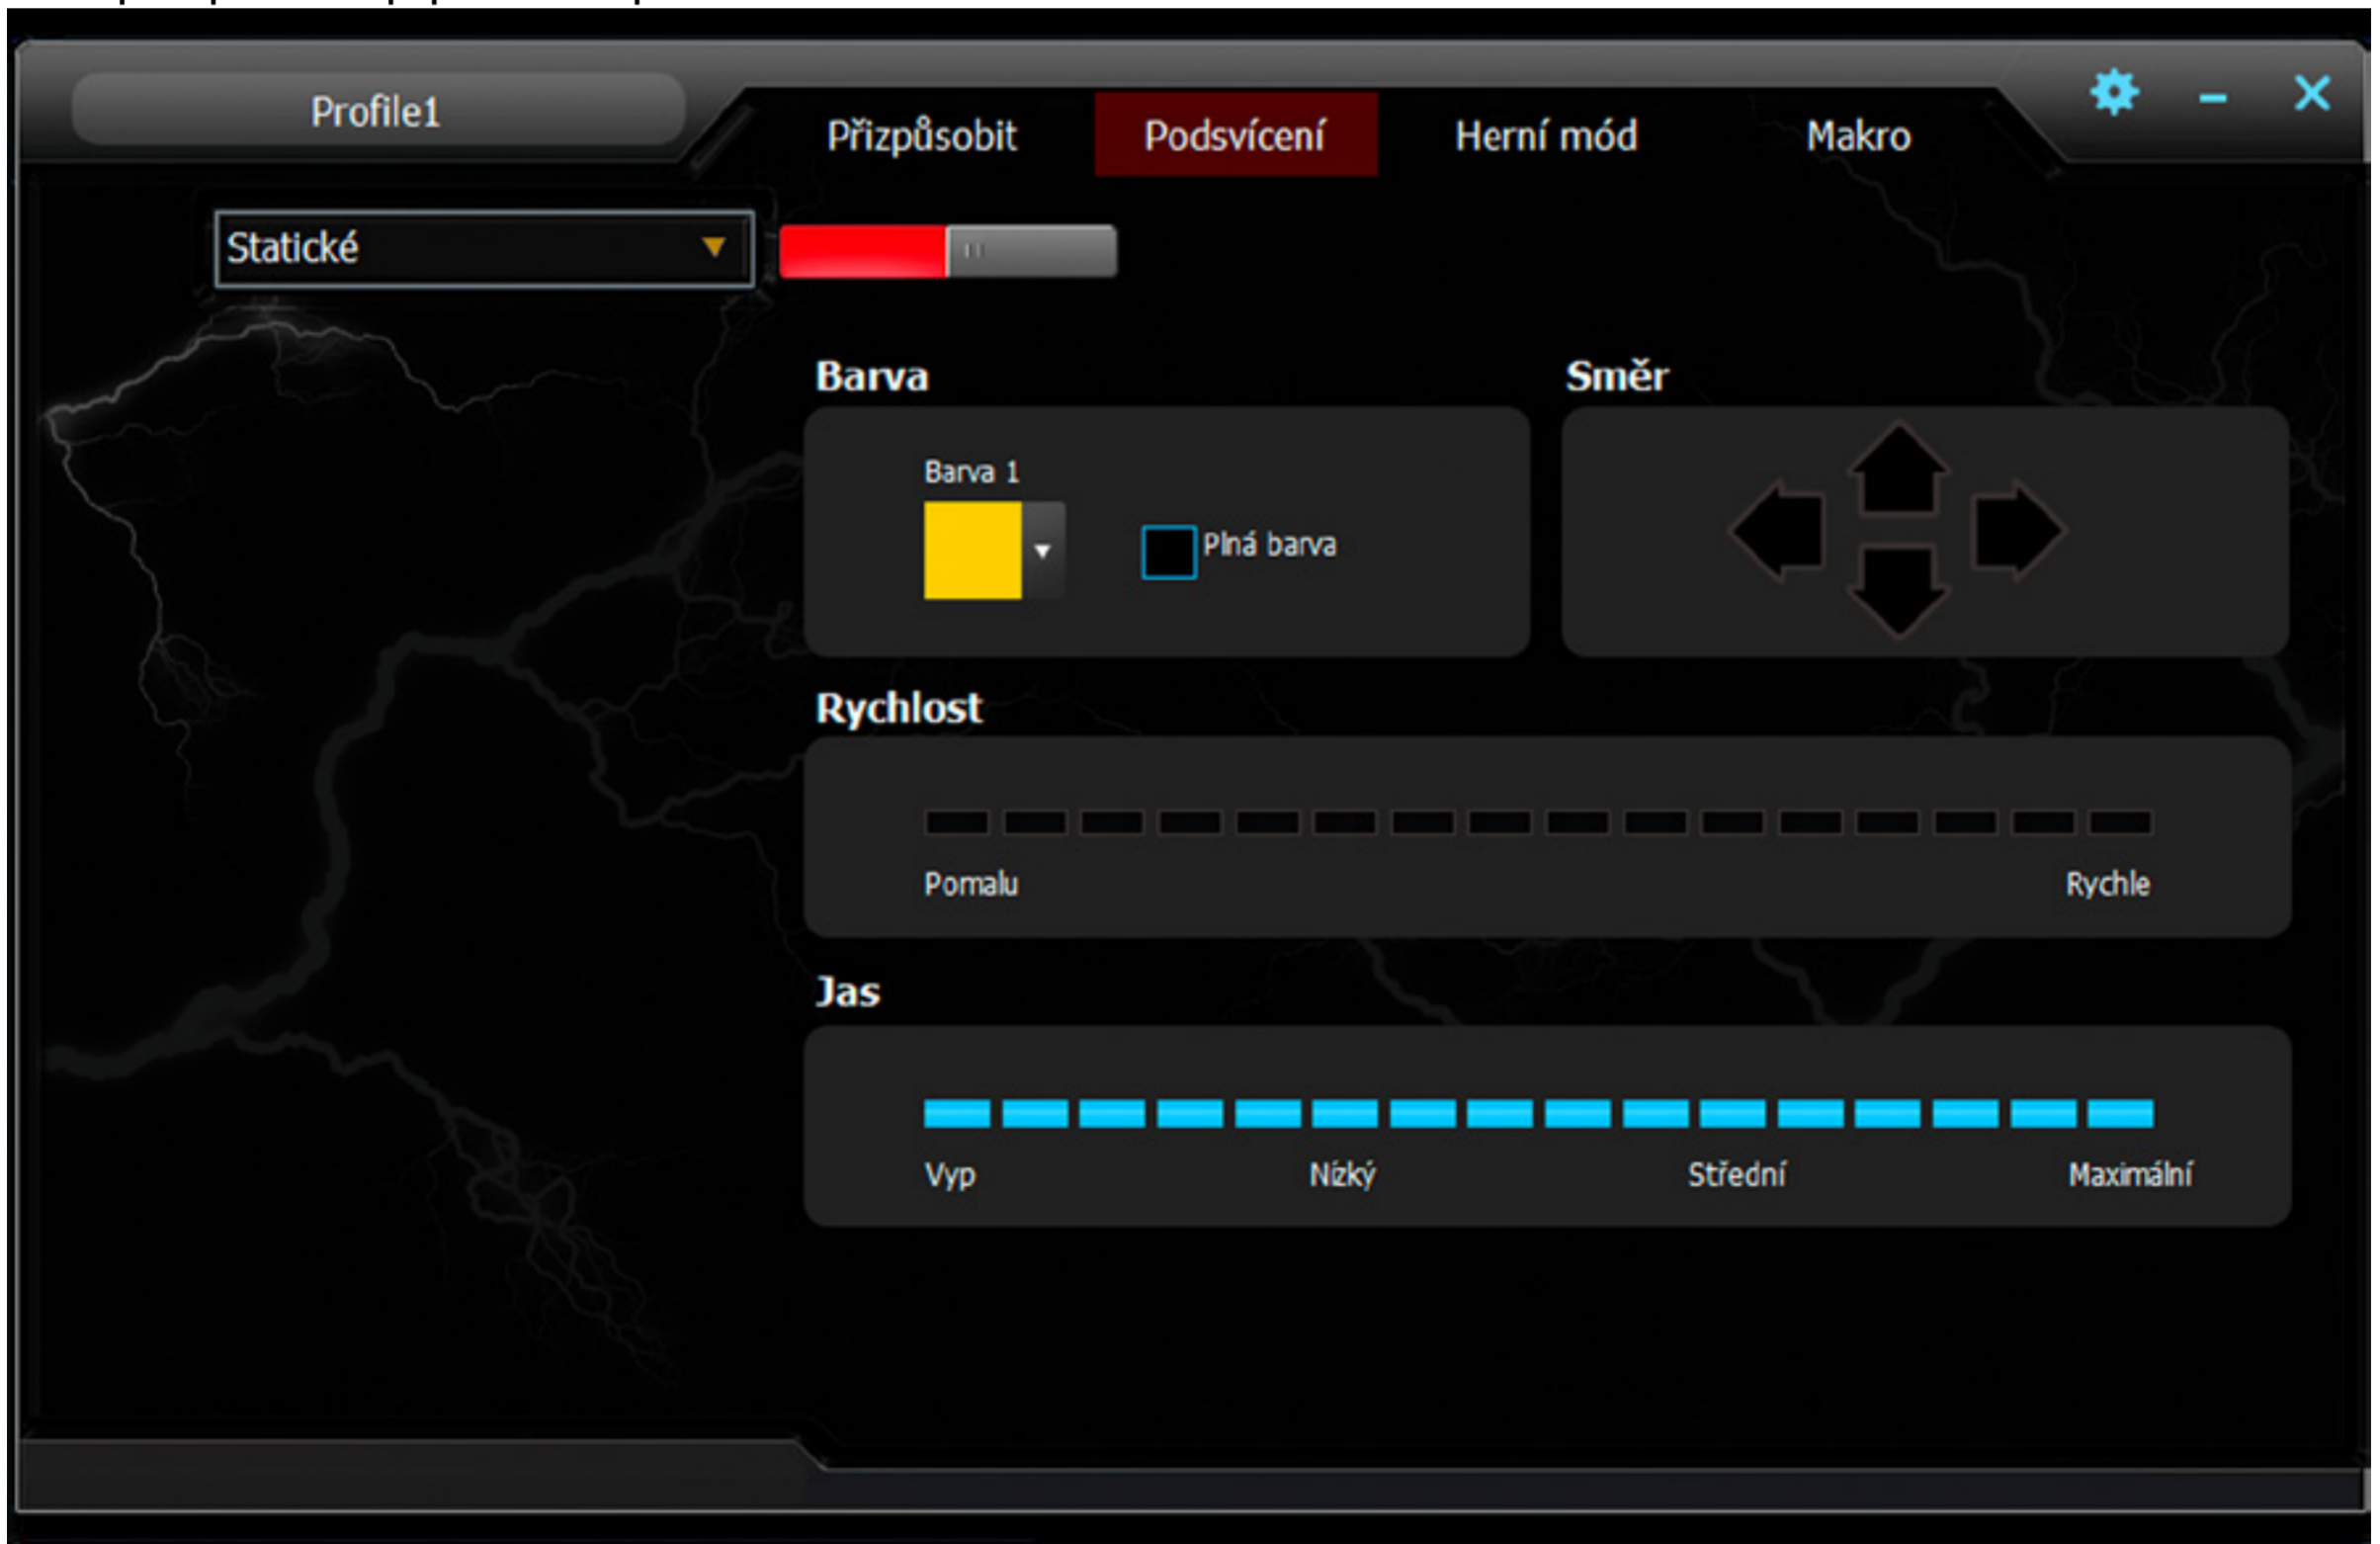 Profile1
Přizpůsobit Podsvícení Herní mód Makro
Statické
Barva Směr
Barva 1
Plná barva
Rychlost
Pomalu Rychle
Jas
Vyp Nízký Střední Maximální